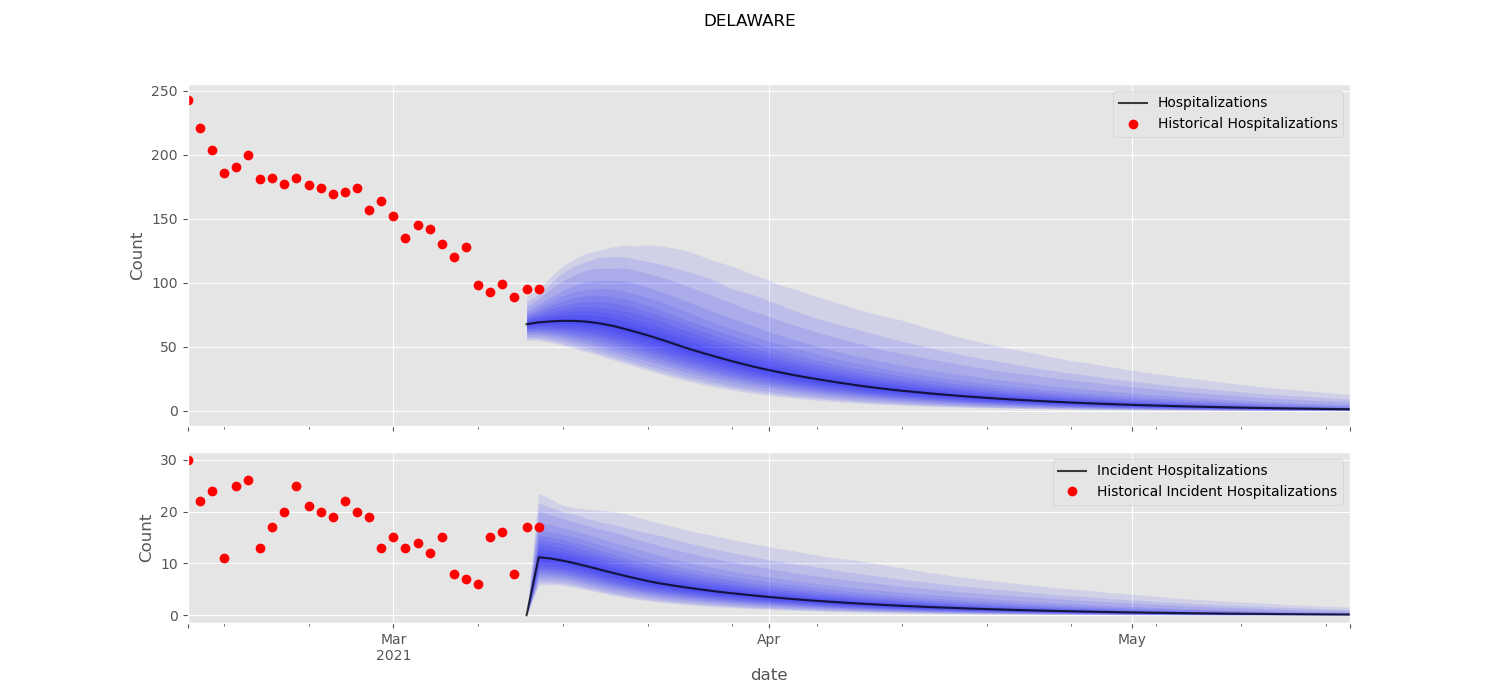 DELAWARE
250
200
150
100
50
0
Count
Hospitalizations
Historical Hospitalizations
30
20
10
0
Count
Incident Hospitalizations
Historical Incident Hospitalizations
Mar
2021
Apr
May
date